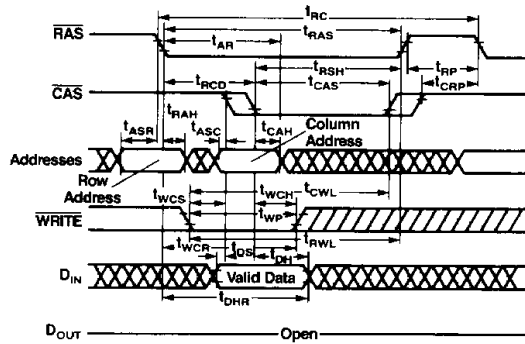 tRC
RAS
tRAS
tAR
tRSH
tRP
tRCD
tCAS
tCRP
CAS
tRAH
tASR
tASC
tCAH
Column
Address
Addresses
Row
Address
tWCS
tWCH
tCWL
tWP
WRITE
tWCR
tDS
tDH
tRWL
DIN
Valid Data
tDHR
DOUT
Open